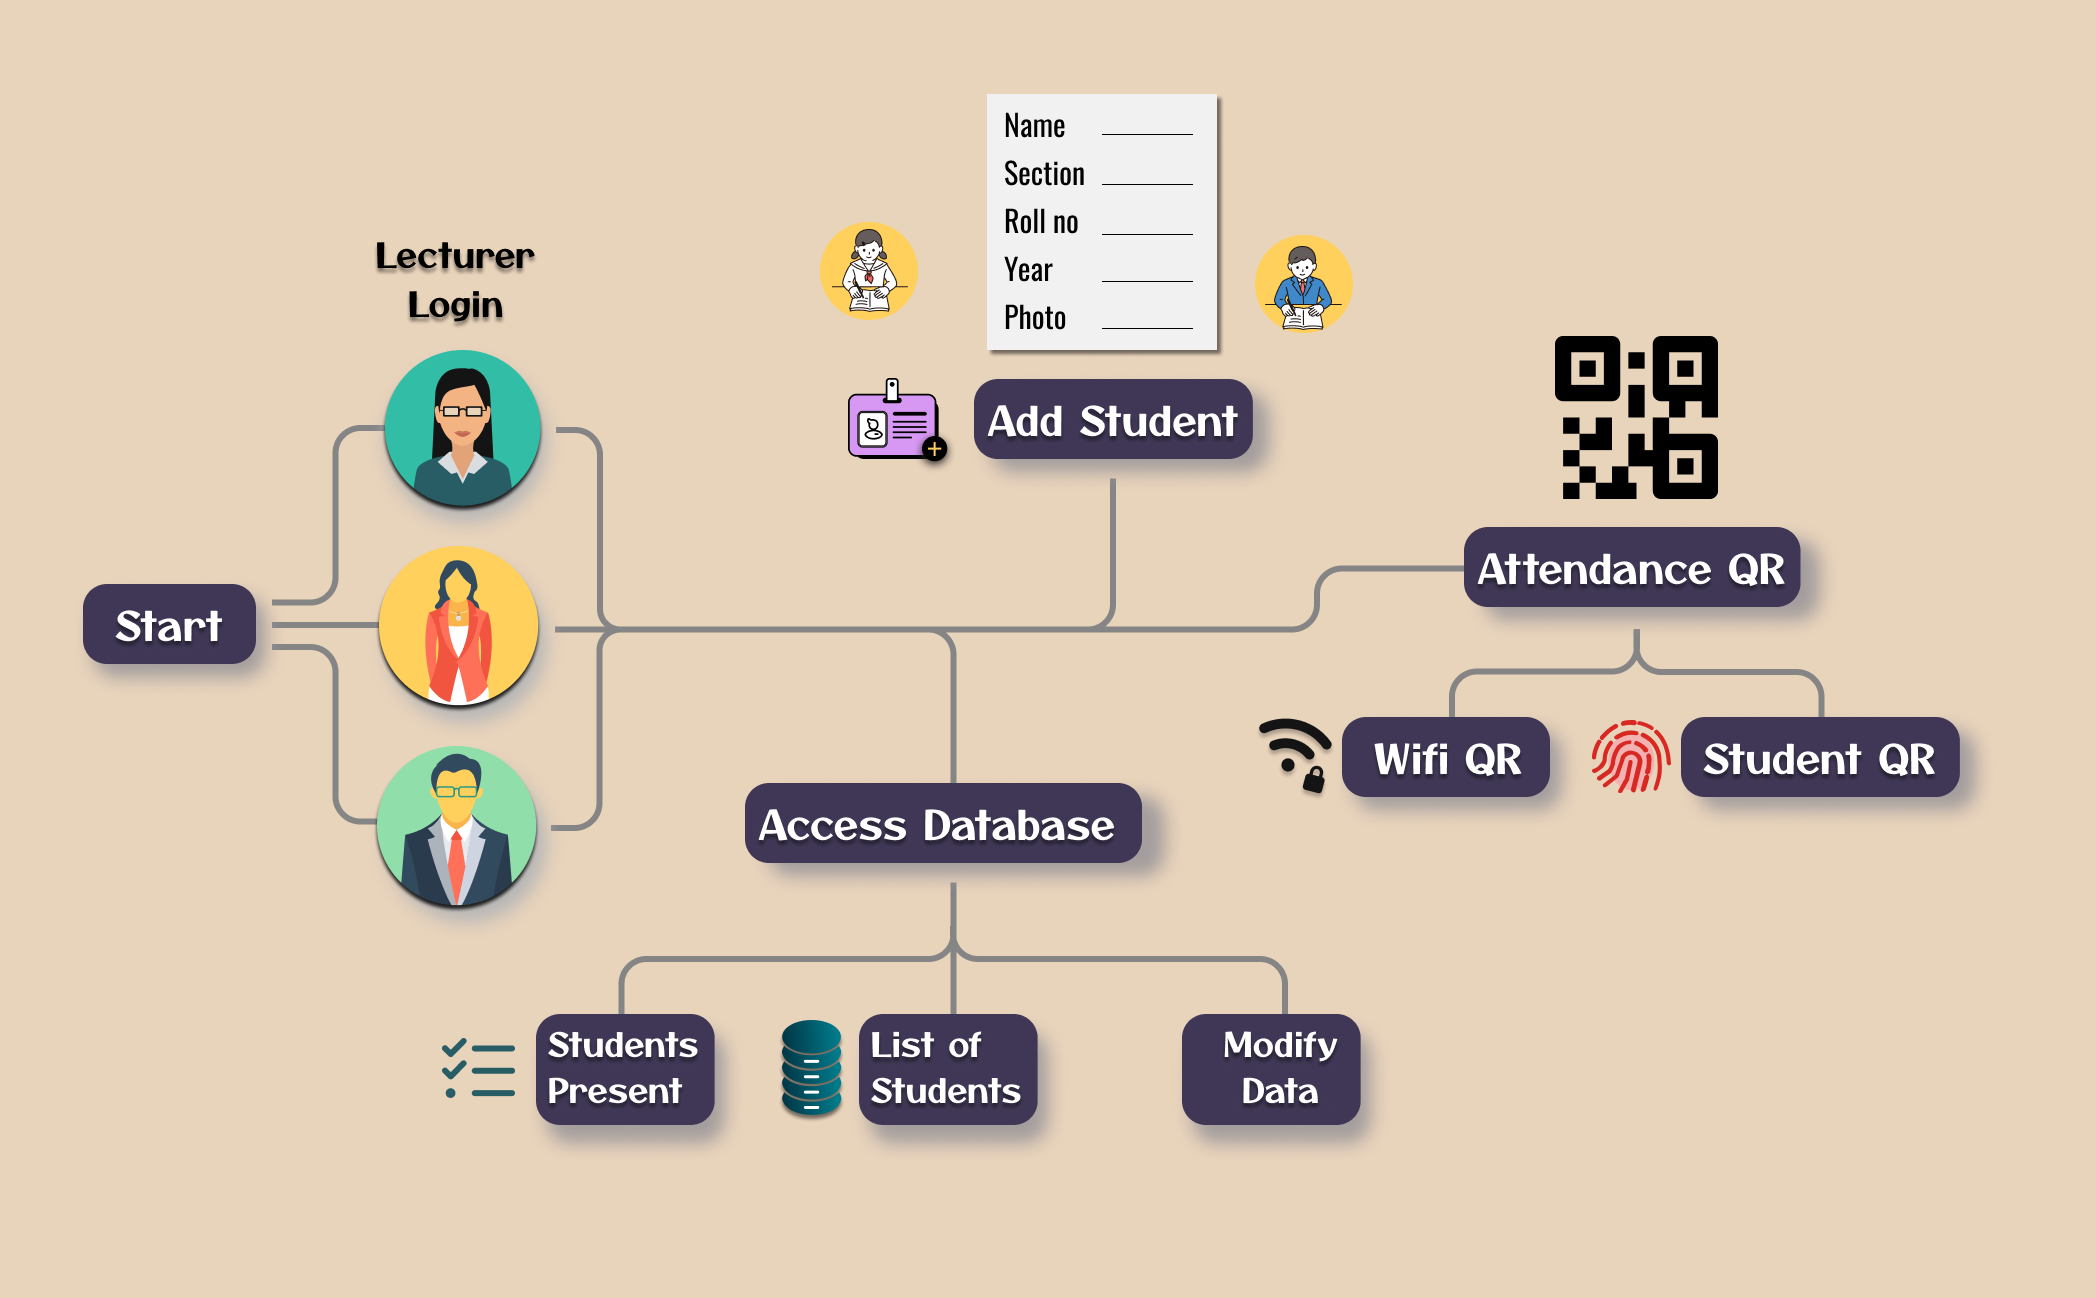 Lecturer
Login
Start
Name
Section
Roll no
Year
Photo
Add Student
Attendance QR
Wifi QR
Student QR
Access Database
Students
Present
List of
Students
Modify
Data